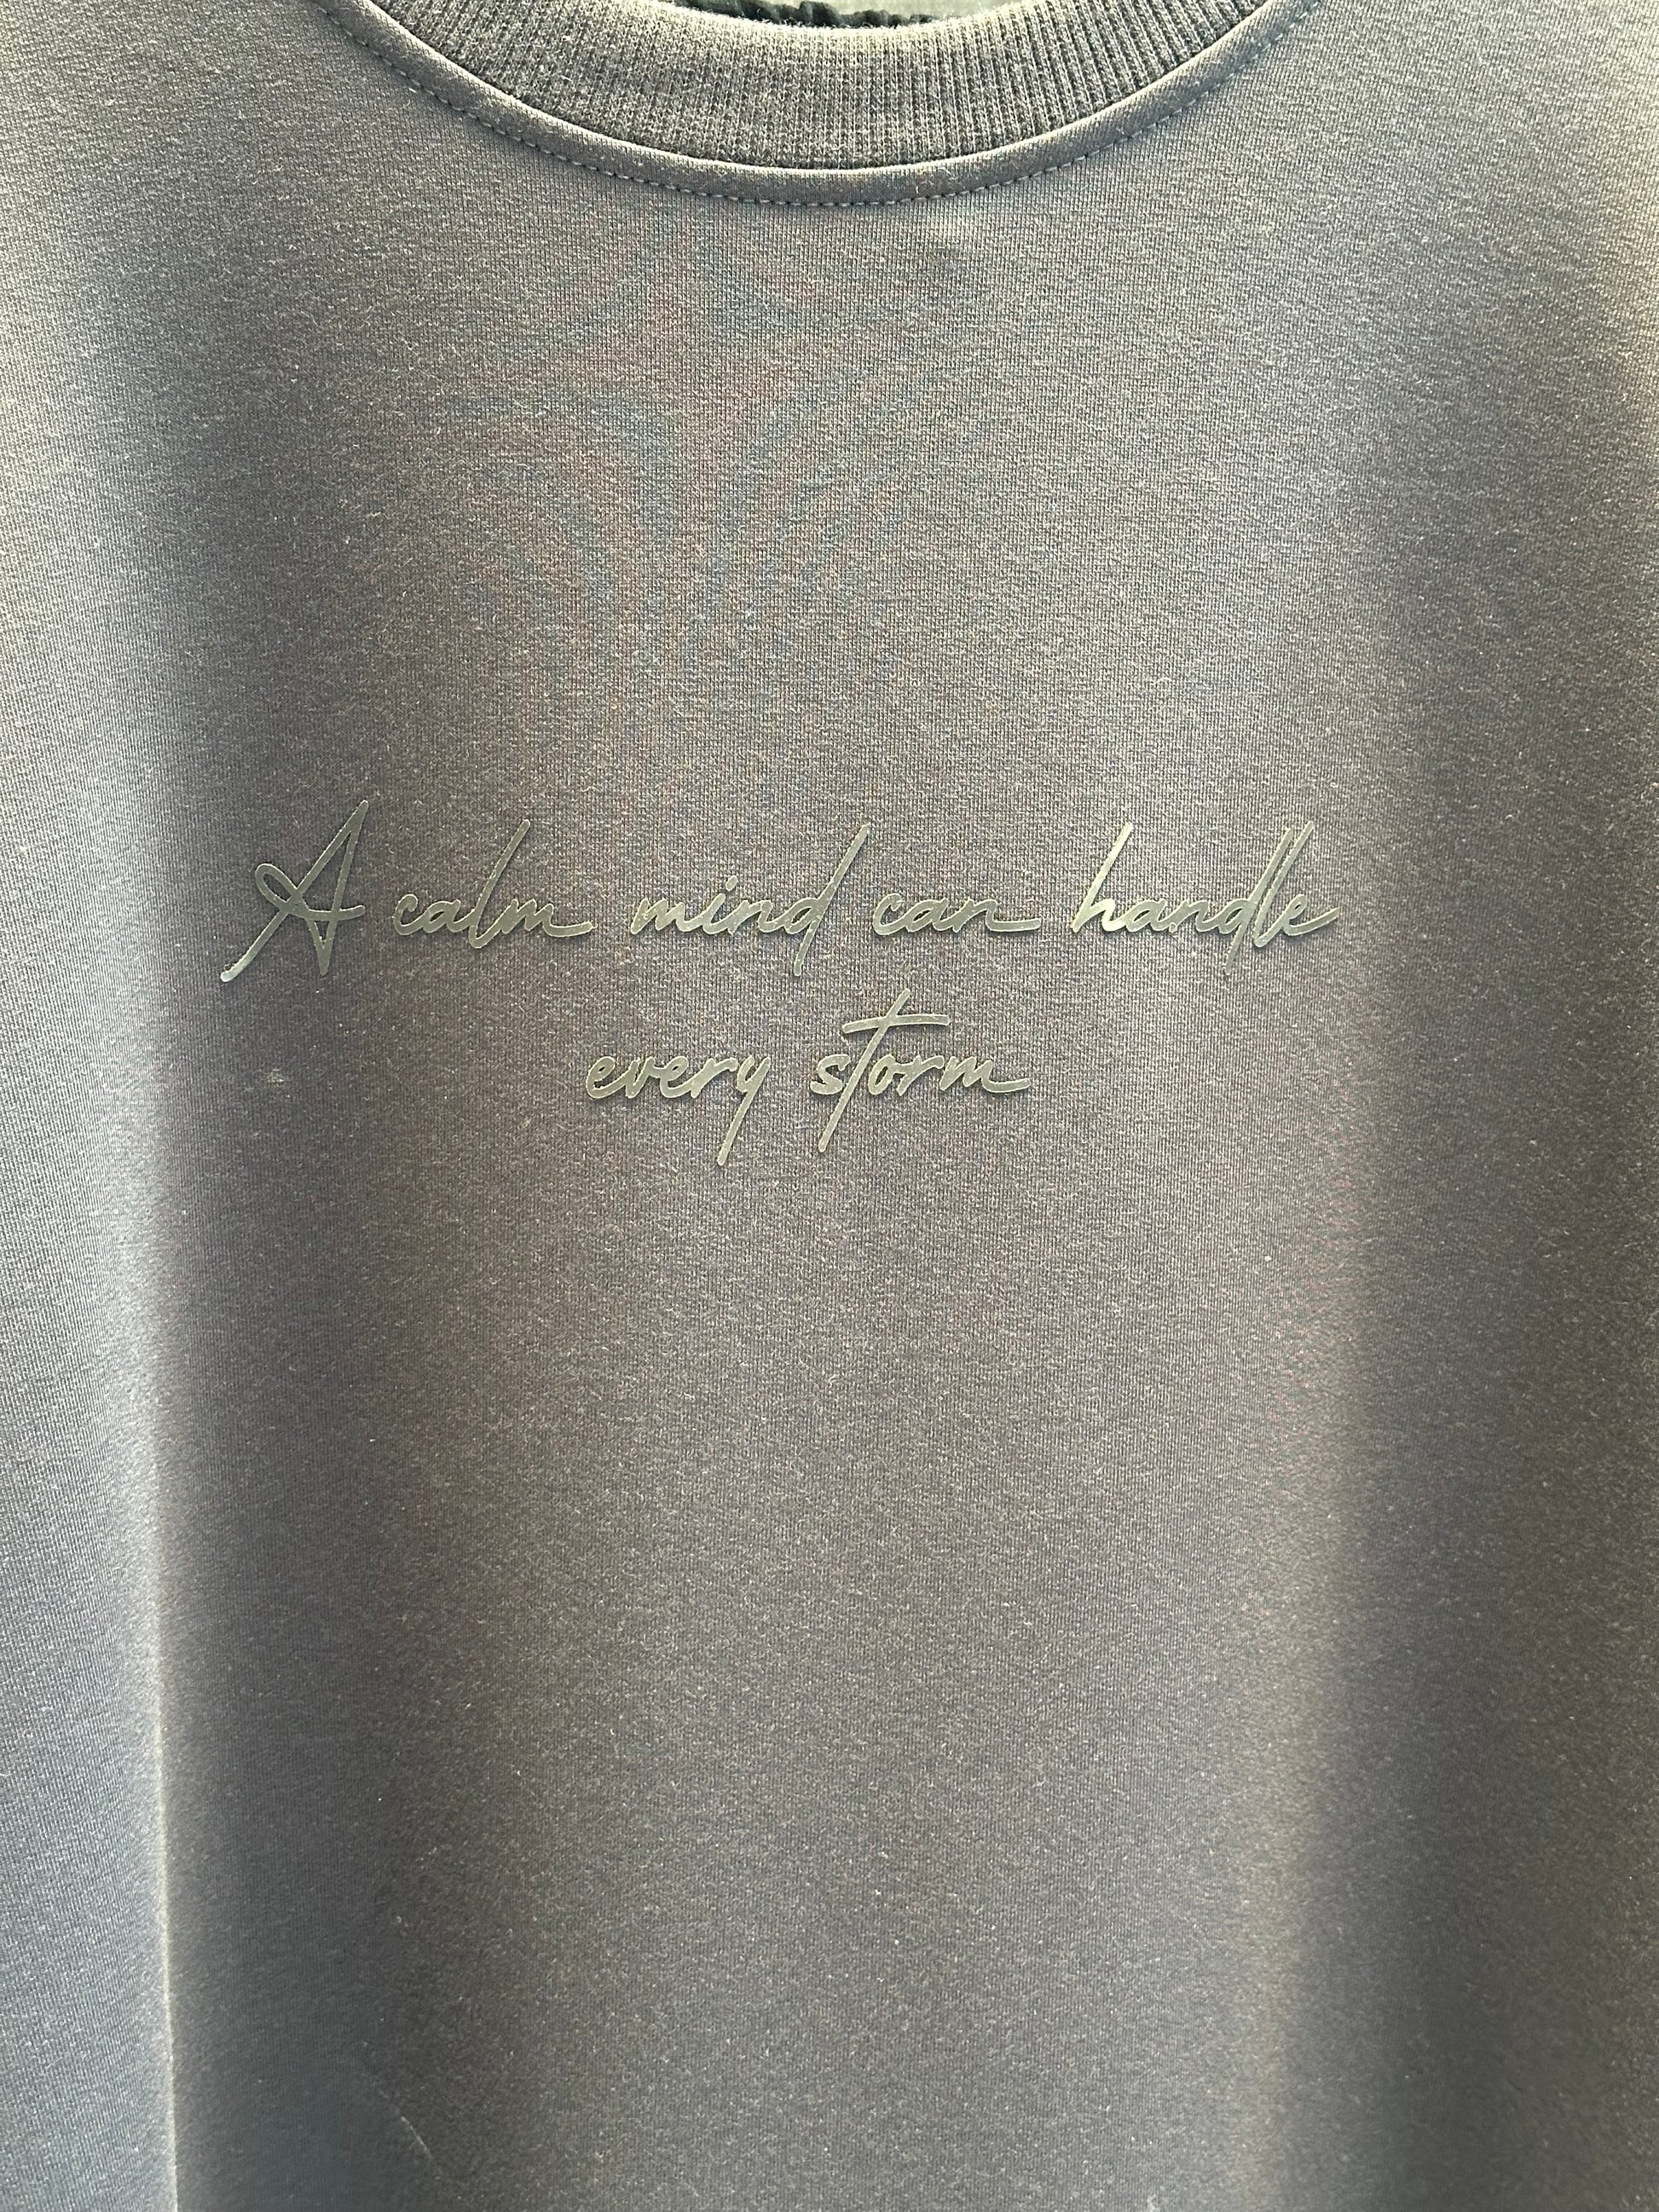 A calm mind can handle
every storm